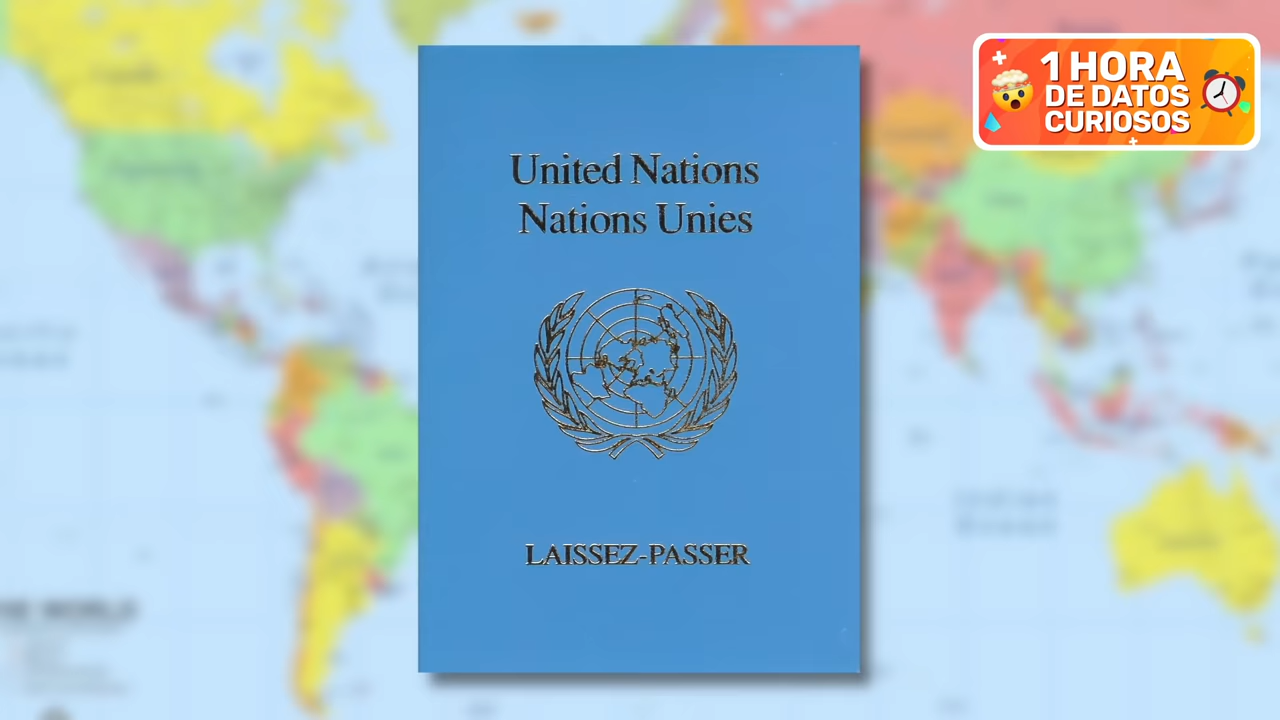 United Nations
Nations Unies
LAISSEZ-PASSER
1 HORA
DE DATOS
CURIOSOS